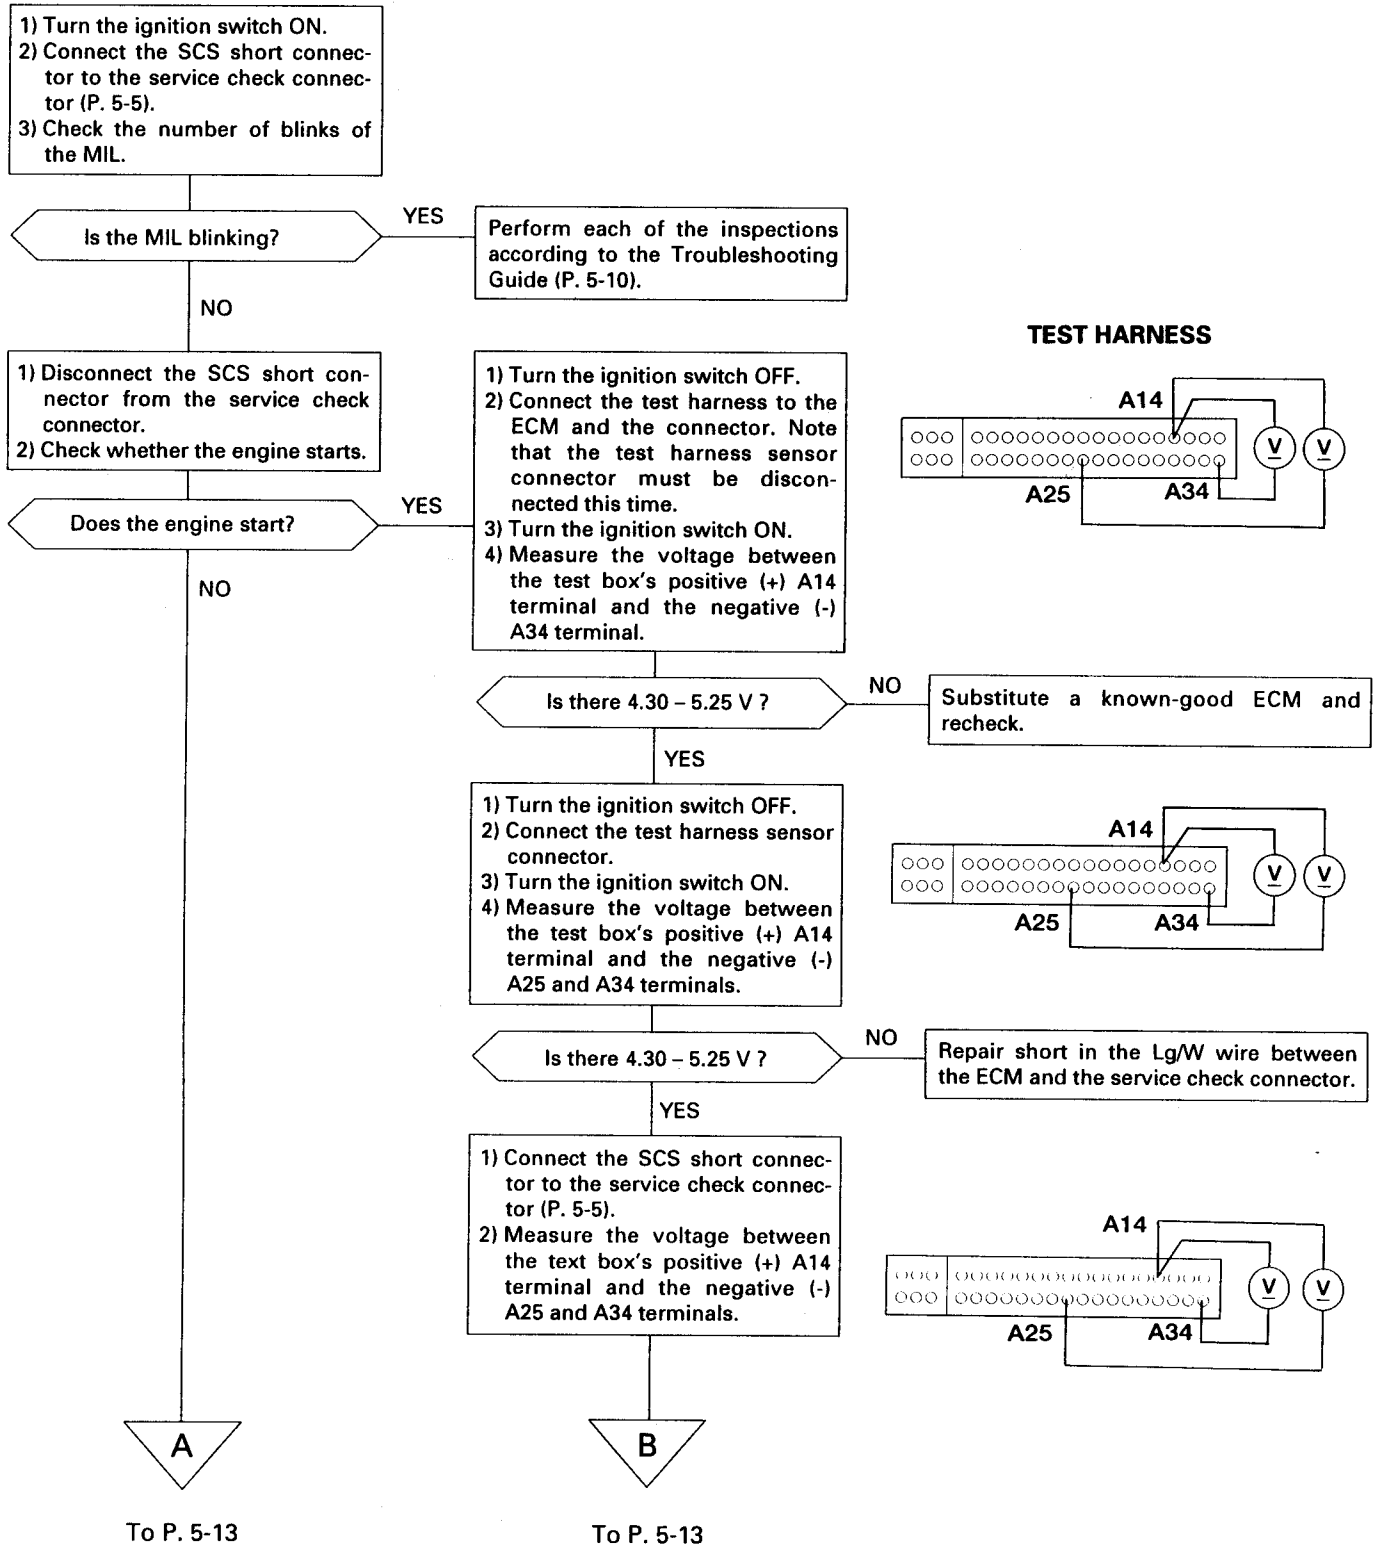 1) Turn the ignition switch ON.
2) Connect the SCS short connec-
tor to the service check connec-
tor (P. 5-5).
3) Check the number of blinks of
the MIL.
Is the MIL blinking?
YES
Perform each of the inspections
according to the Troubleshooting
Guide (P. 5-10).
NO
1) Disconnect the SCS short con-
nector from the service check
connector.
2) Check whether the engine starts.
Does the engine start?
YES
NO
1) Turn the ignition switch OFF.
2) Connect the test harness to the
ECM and the connector. Note
that the test harness sensor
connector must be discon-
nected this time.
3) Turn the ignition switch ON.
4) Measure the voltage between
the test box's positive (+) A14
terminal and the negative (-)
A34 terminal.
TEST HARNESS
A14
V
V
A25
A34
Is there 4.30 – 5.25 V ?
NO
Substitute a known-good ECM and
recheck.
YES
1) Turn the ignition switch OFF.
2) Connect the test harness sensor
connector.
3) Turn the ignition switch ON.
4) Measure the voltage between
the test box's positive (+) A14
terminal and the negative (-)
A25 and A34 terminals.
A14
V
V
A25
A34
Is there 4.30 – 5.25 V ?
NO
Repair short in the Lg/W wire between
the ECM and the service check connector.
YES
1) Connect the SCS short connec-
tor to the service check connec-
tor (P. 5-5).
2) Measure the voltage between
the text box's positive (+) A14
terminal and the negative (-)
A25 and A34 terminals.
A14
V
V
A25
A34
A
To P. 5-13
B
To P. 5-13